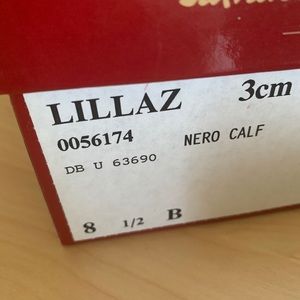 LILLAZ 3cm
0056174 NERO CALF
DB U 63690
8 1/2 B